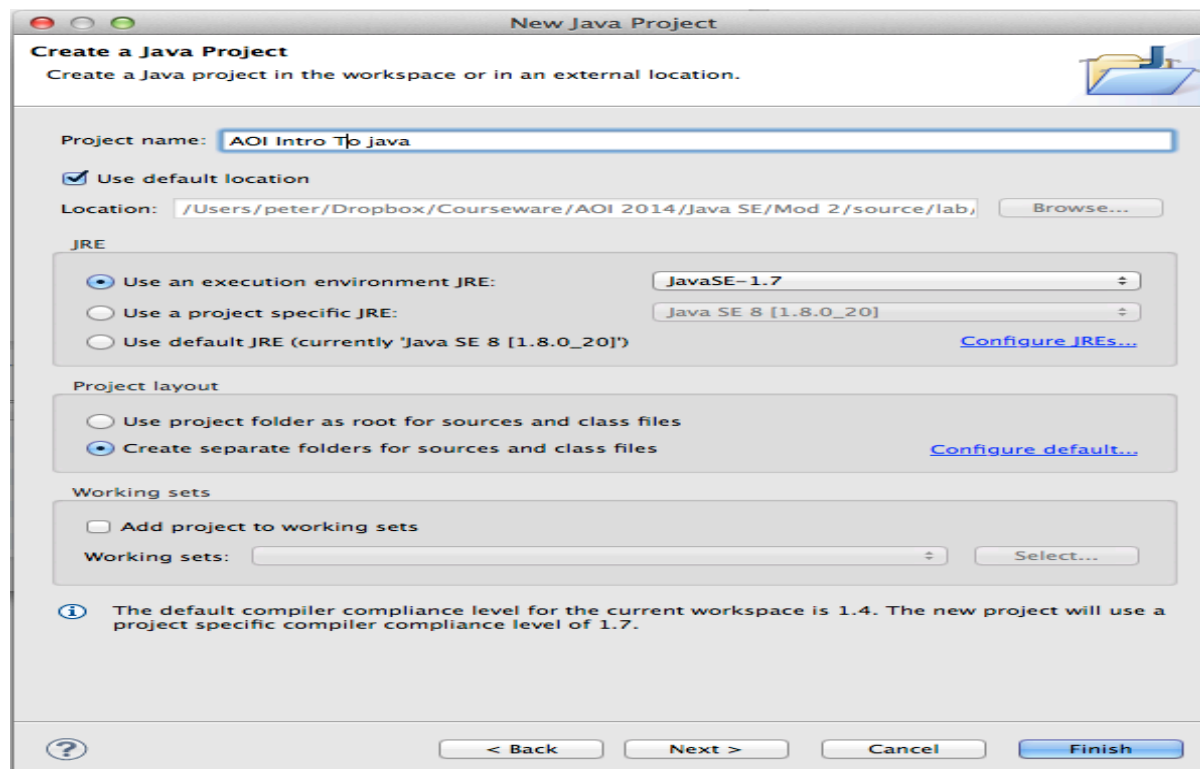 New Java Project
Create a Java Project
Create a Java project in the workspace or in an external location.
Project name: AOI Intro To java
Use default location
Location: /Users/peter/Dropbox/Courseware/AOI 2014/Java SE/Mod 2/source/lab/ Browse...
JRE
Use an execution environment JRE: JavaSE-1.7
Use a project specific JRE: Java SE 8 [1.8.0_20]
Use default JRE (currently 'Java SE 8 [1.8.0_20]') Configure JREs...
Project layout
Use project folder as root for sources and class files
Create separate folders for sources and class files Configure default...
Working sets
Add project to working sets
Working sets: Select...
The default compiler compliance level for the current workspace is 1.4. The new project will use a
project specific compiler compliance level of 1.7.
? < Back Next > Cancel Finish